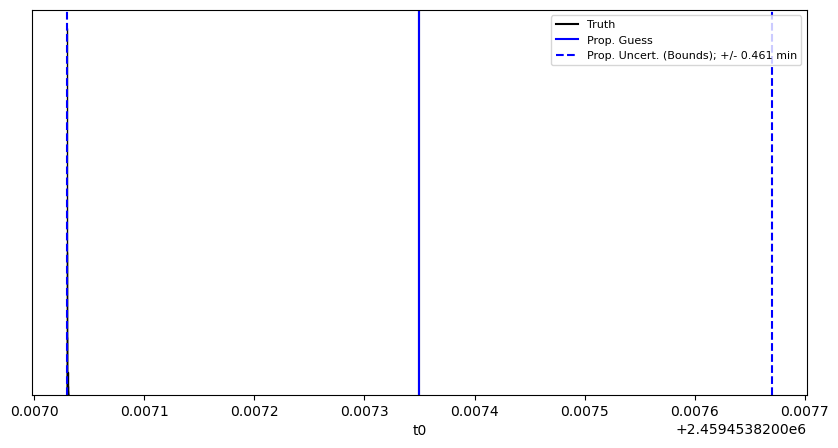 Truth
Prop. Guess
Prop. Uncert. (Bounds); +/- 0.461 min
0.0070 0.0071 0.0072 0.0073 0.0074 0.0075 0.0076 0.0077
t0
+2.4594538200e6